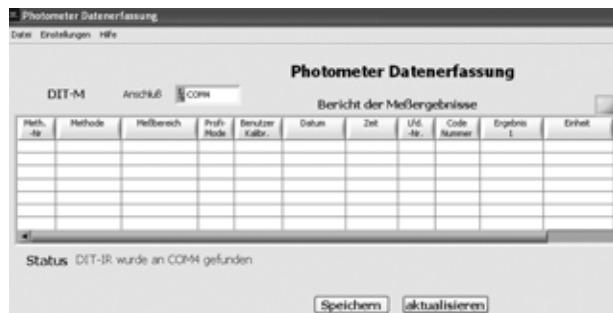 Photometer Datenerfassung
Datei Einstellungen Hilfe
Photometer Datenerfassung
DIT-M Anschluß COM4
Bericht der Meßergebnisse
Meth. -Nr Methode Meßbereich Profi- Mode Benutzer Kalibr. Datum Zeit Lfd. -Nr. Code Nummer Ergebnis 1 Einheit
Status DIT-IR wurde an COM4 gefunden
Speichern aktualisieren